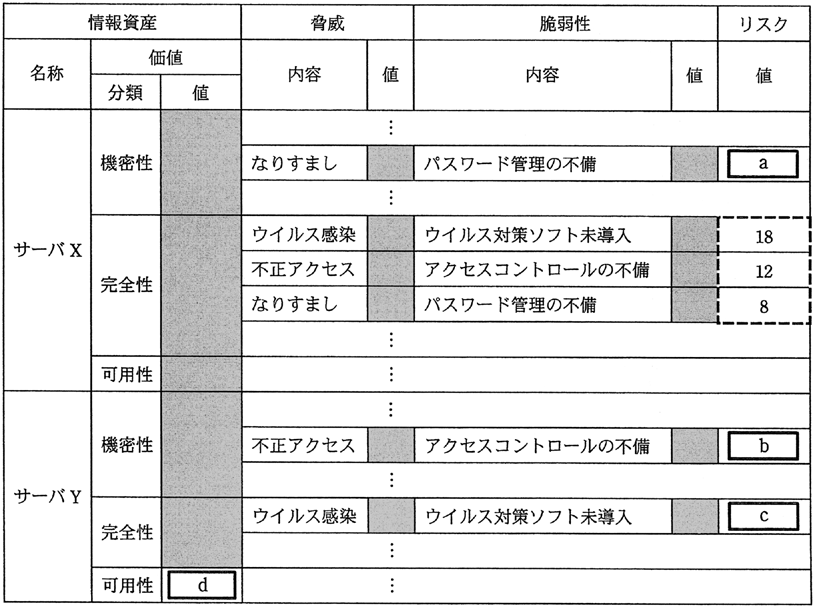 情報資産 脅威 脆弱性 リスク
名称 価値 内容 値 内容 値 値
分類 値
⋮
機密性 なりすまし パスワード管理の不備 a
⋮
サーバX
ウイルス感染 ウイルス対策ソフト未導入 18
完全性 不正アクセス アクセスコントロールの不備 12
なりすまし パスワード管理の不備 8
⋮
可用性 ⋮
⋮
機密性 不正アクセス アクセスコントロールの不備 b
⋮
サーバY
完全性 ウイルス感染 ウイルス対策ソフト未導入 c
⋮
可用性 d ⋮